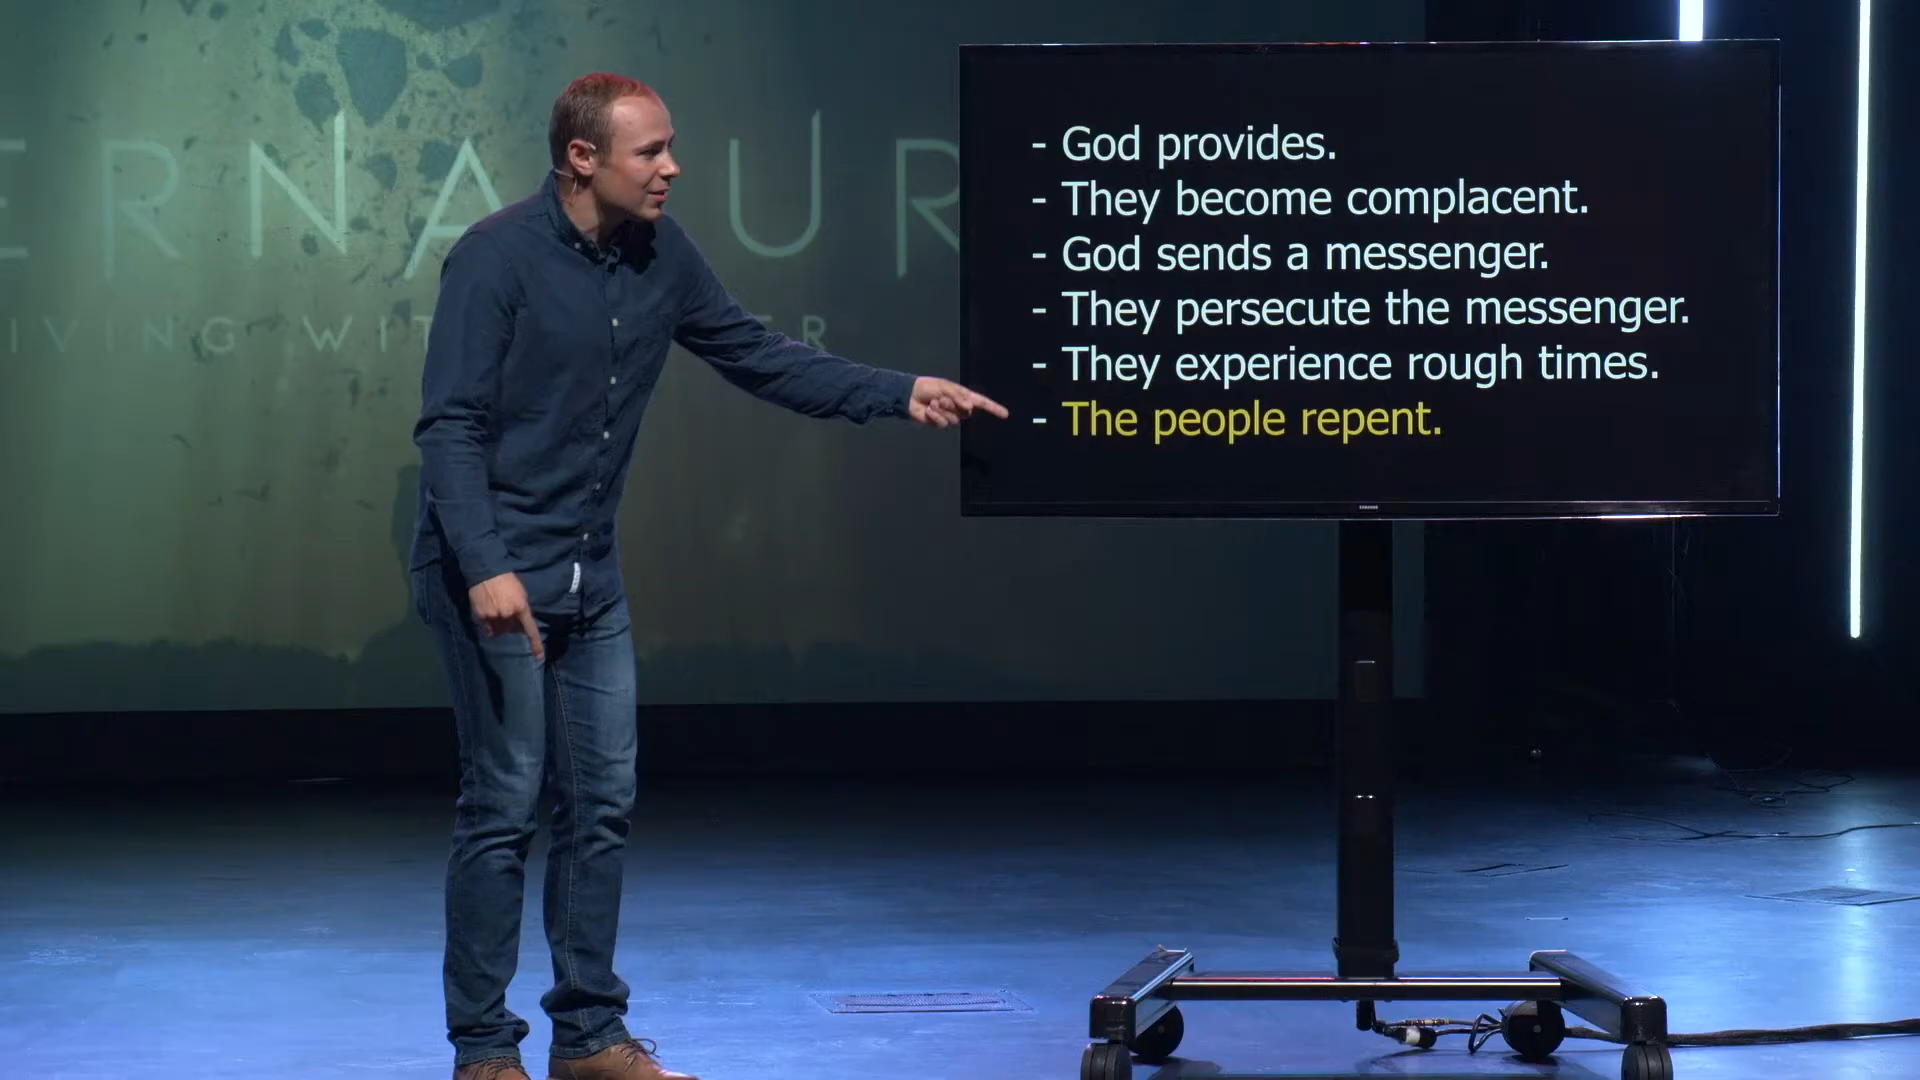 - God provides.
- They become complacent.
- God sends a messenger.
- They persecute the messenger.
- They experience rough times.
- The people repent.
SAMSUNG